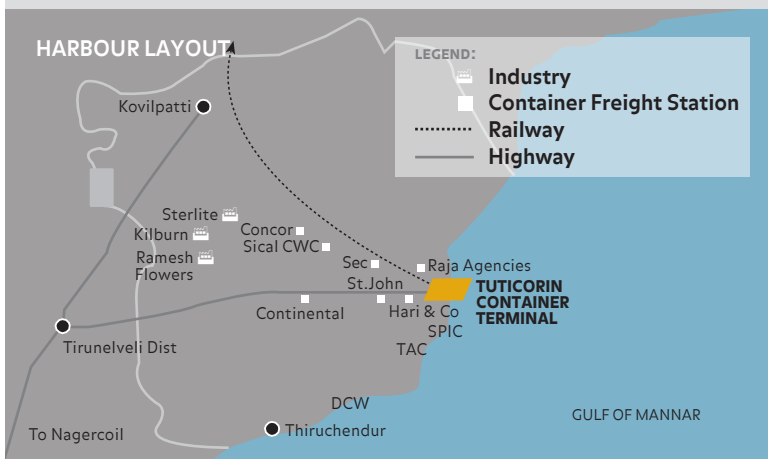 HARBOUR LAYOUT
LEGEND:
Industry
Container Freight Station
Railway
Highway
Kovilpatti
Sterlite
Kilburn
Ramesh
Flowers
Concor
Sical CWC
Sec
Raja Agencies
St.John
TUTICORIN
CONTAINER
TERMINAL
Continental
Hari & Co
SPIC
TAC
Tirunelveli Dist
DCW
GULF OF MANNAR
To Nagercoil
Thiruchendur